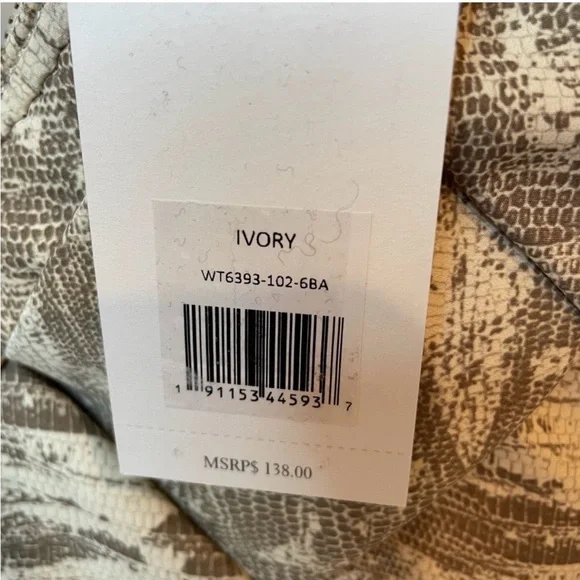 IVORY
WT6393-102-6BA
1 91153 44593 7
MSRP$ 138.00